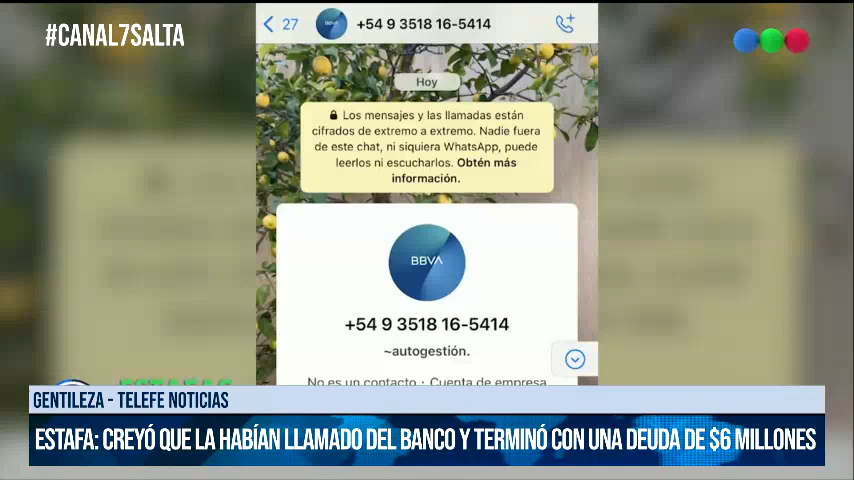 #CANAL7SALTA
27
+54 9 3518 16-5414
Hoy
Los mensajes y las llamadas están
cifrados de extremo a extremo. Nadie fuera
de este chat, ni siquiera WhatsApp, puede
leerlos ni escucharlos. Obtén más
información.
BBVA
+54 9 3518 16-5414
~autogestión.
No es un contacto · Cuenta de empresa
GENTILEZA - TELEFE NOTICIAS
ESTAFA: CREYÓ QUE LA HABÍAN LLAMADO DEL BANCO Y TERMINÓ CON UNA DEUDA DE $6 MILLONES